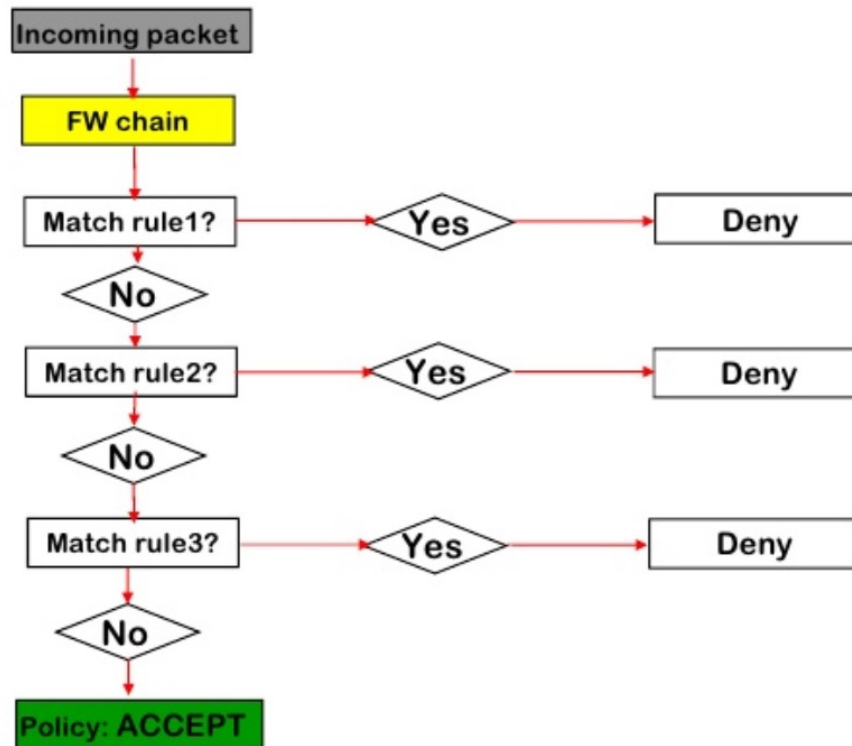 Incoming packet
FW chain
Match rule1?
Yes
Deny
No
Match rule2?
Yes
Deny
No
Match rule3?
Yes
Deny
No
Policy: ACCEPT